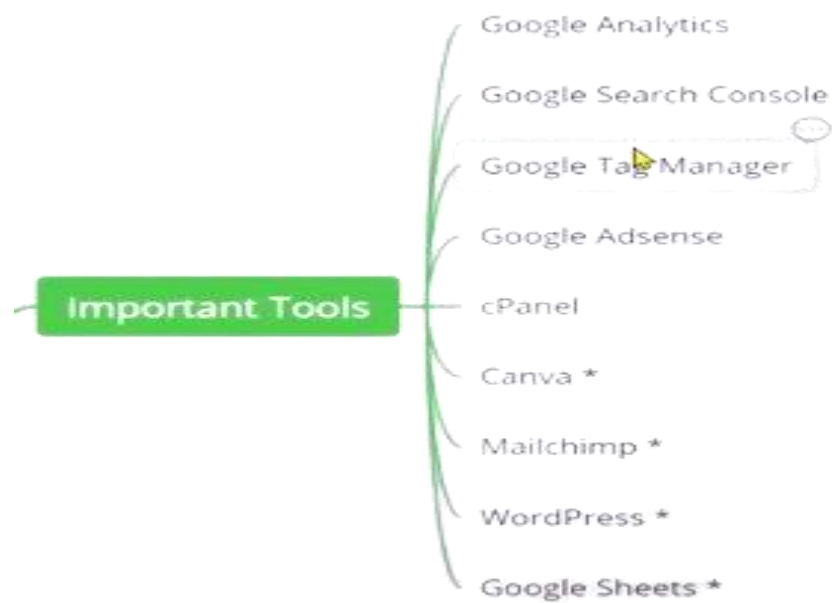 Google Analytics
Google Search Console
Google Tag Manager
Google Adsense
Important Tools
cPanel
Canva *
Mailchimp *
WordPress *
Google Sheets *